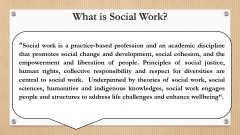 What is Social Work?
"Social work is a practice-based profession and an academic discipline
that promotes social change and development, social cohesion, and the
empowerment and liberation of people. Principles of social justice,
human rights, collective responsibility and respect for diversities are
central to social work. Underpinned by theories of social work, social
sciences, humanities and indigenous knowledge, social work engages
people and structures to address life challenges and enhance wellbeing".